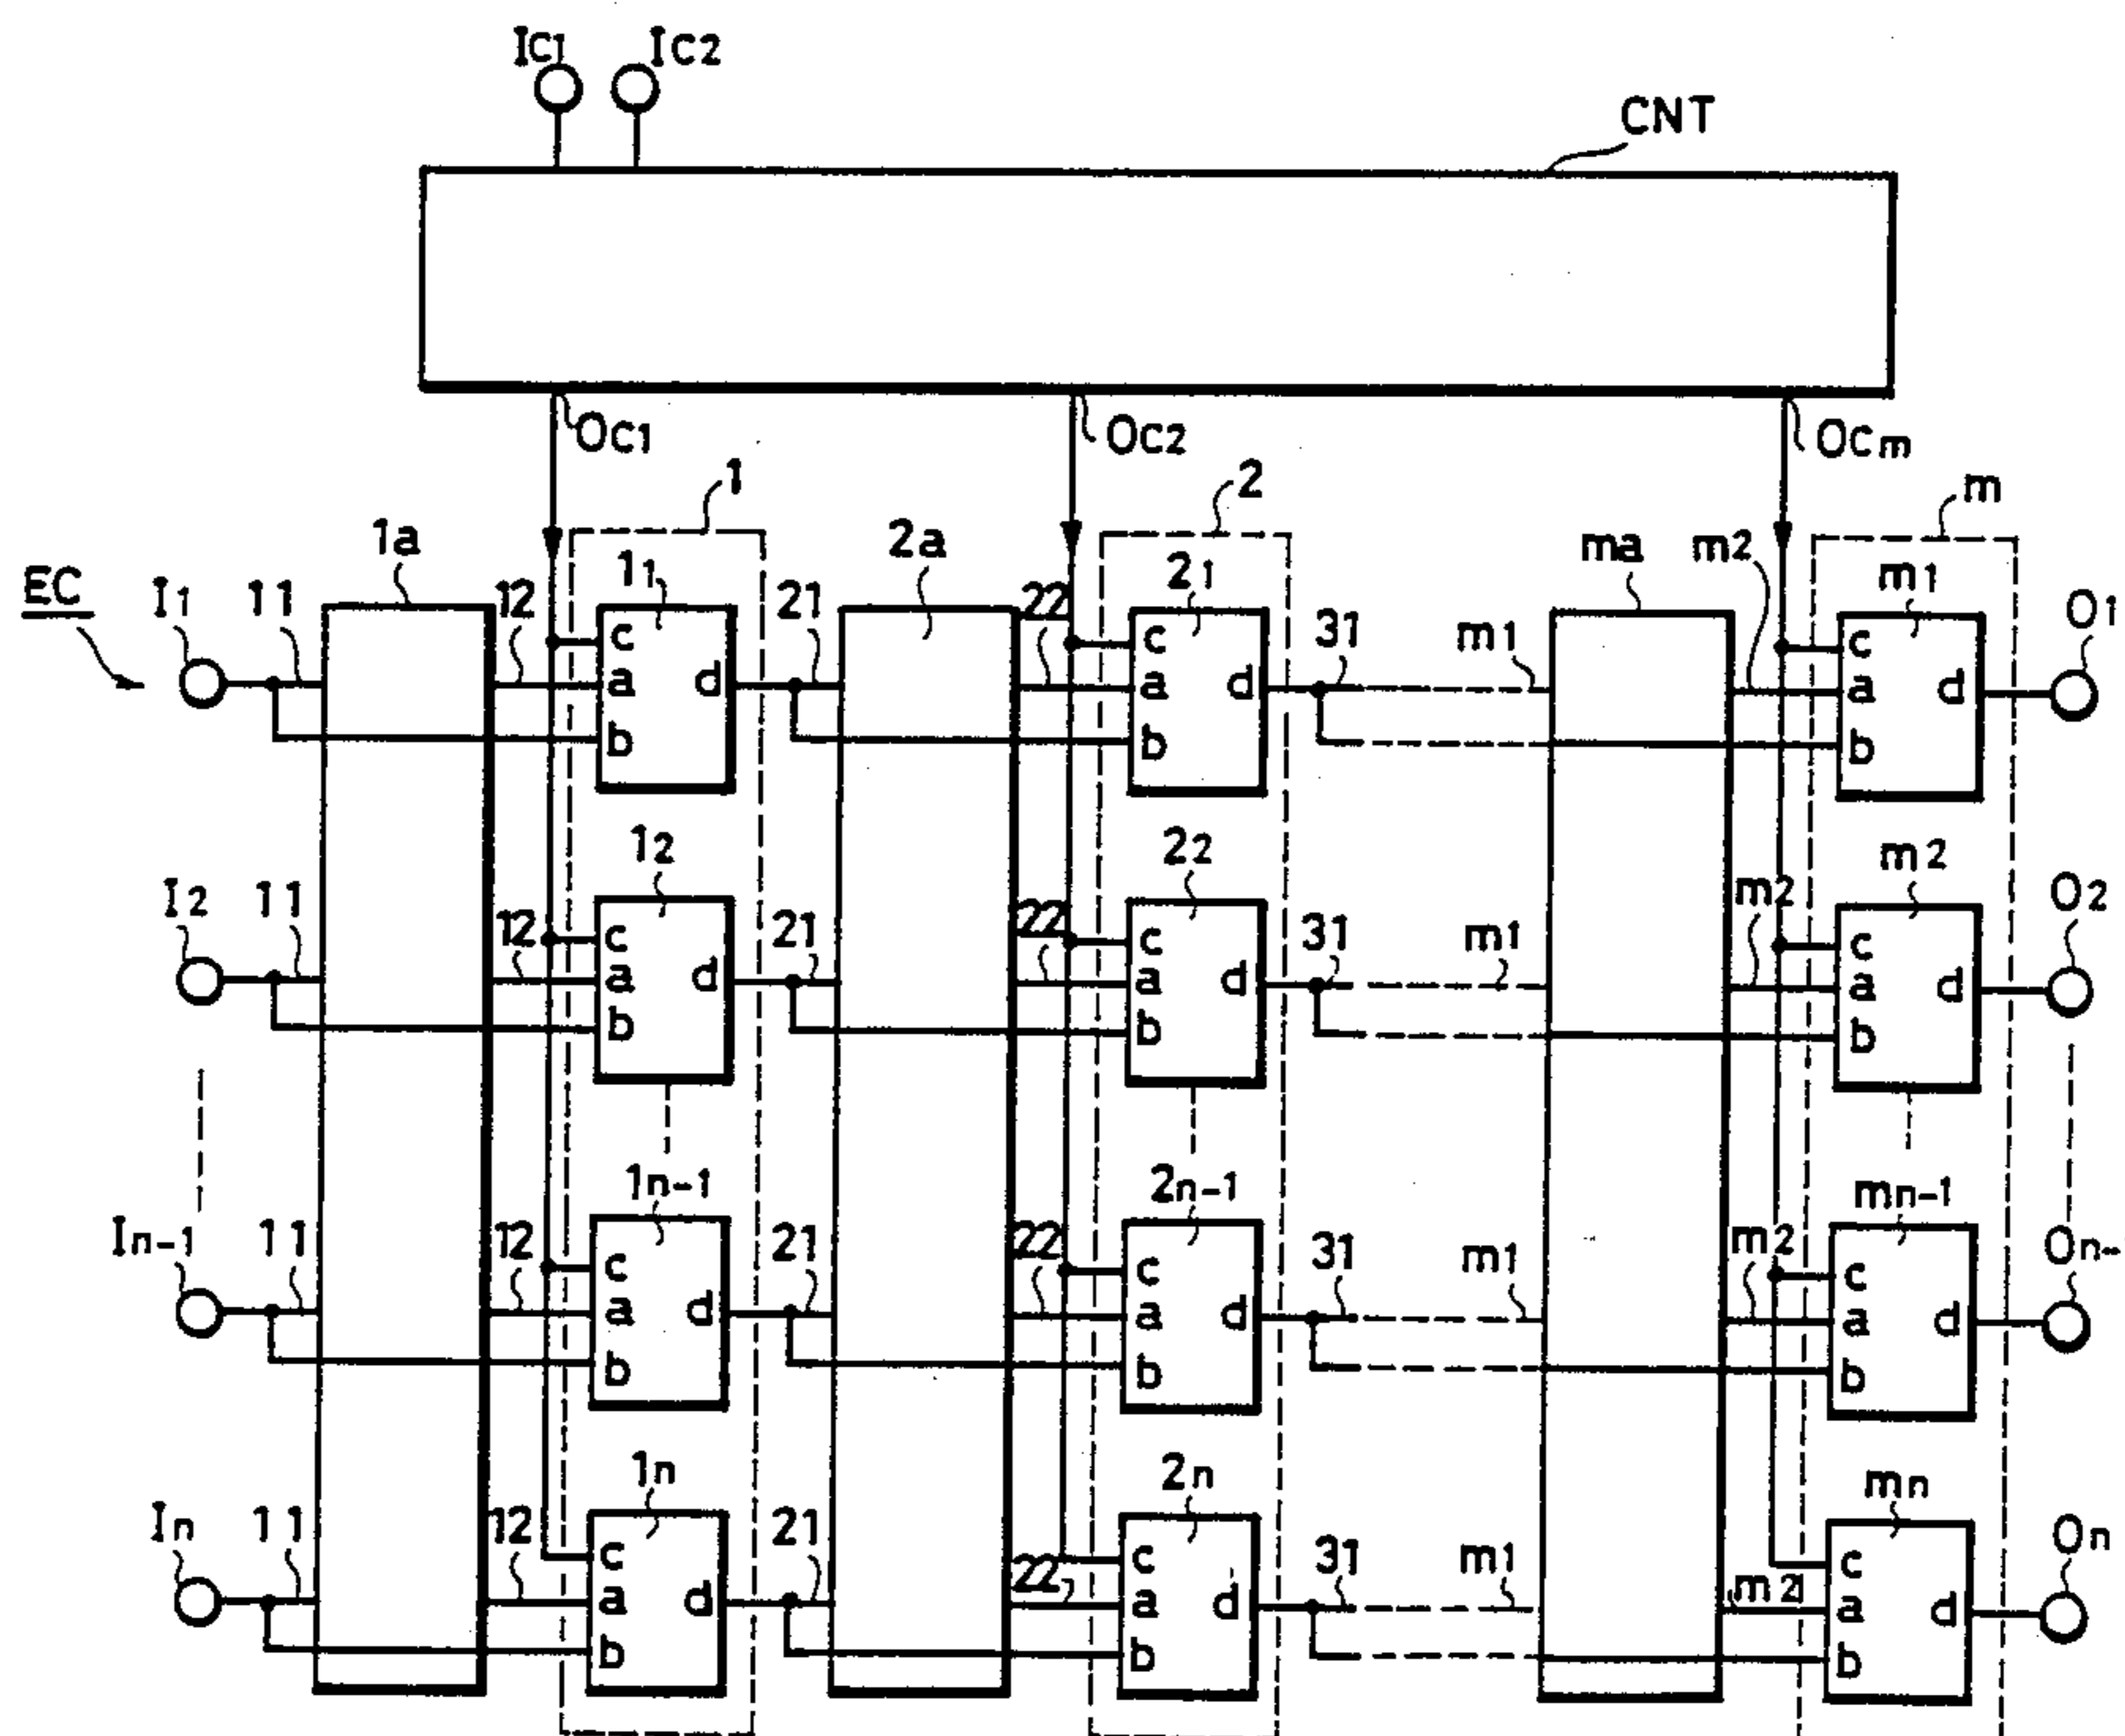 IC1 IC2
CNT
OC1 OC2 OCm
1 2 m
1a 2a ma m2
EC I1 11 12 11 21 22 21 31 m1 m1 O1
c a b d c a b d c a b d
12 22 m2
I2 11 12 21 22 31 m1 m2 O2
c a b d c a b d c a b d
1n-1 2n-1 mn-1
In-1 11 12 21 22 31 m1 m2 On-
c a b d c a b d c a b d
1n 2n mn
In 11 12 21 22 31 m1 m2 On
c a b d c a b d c a b d